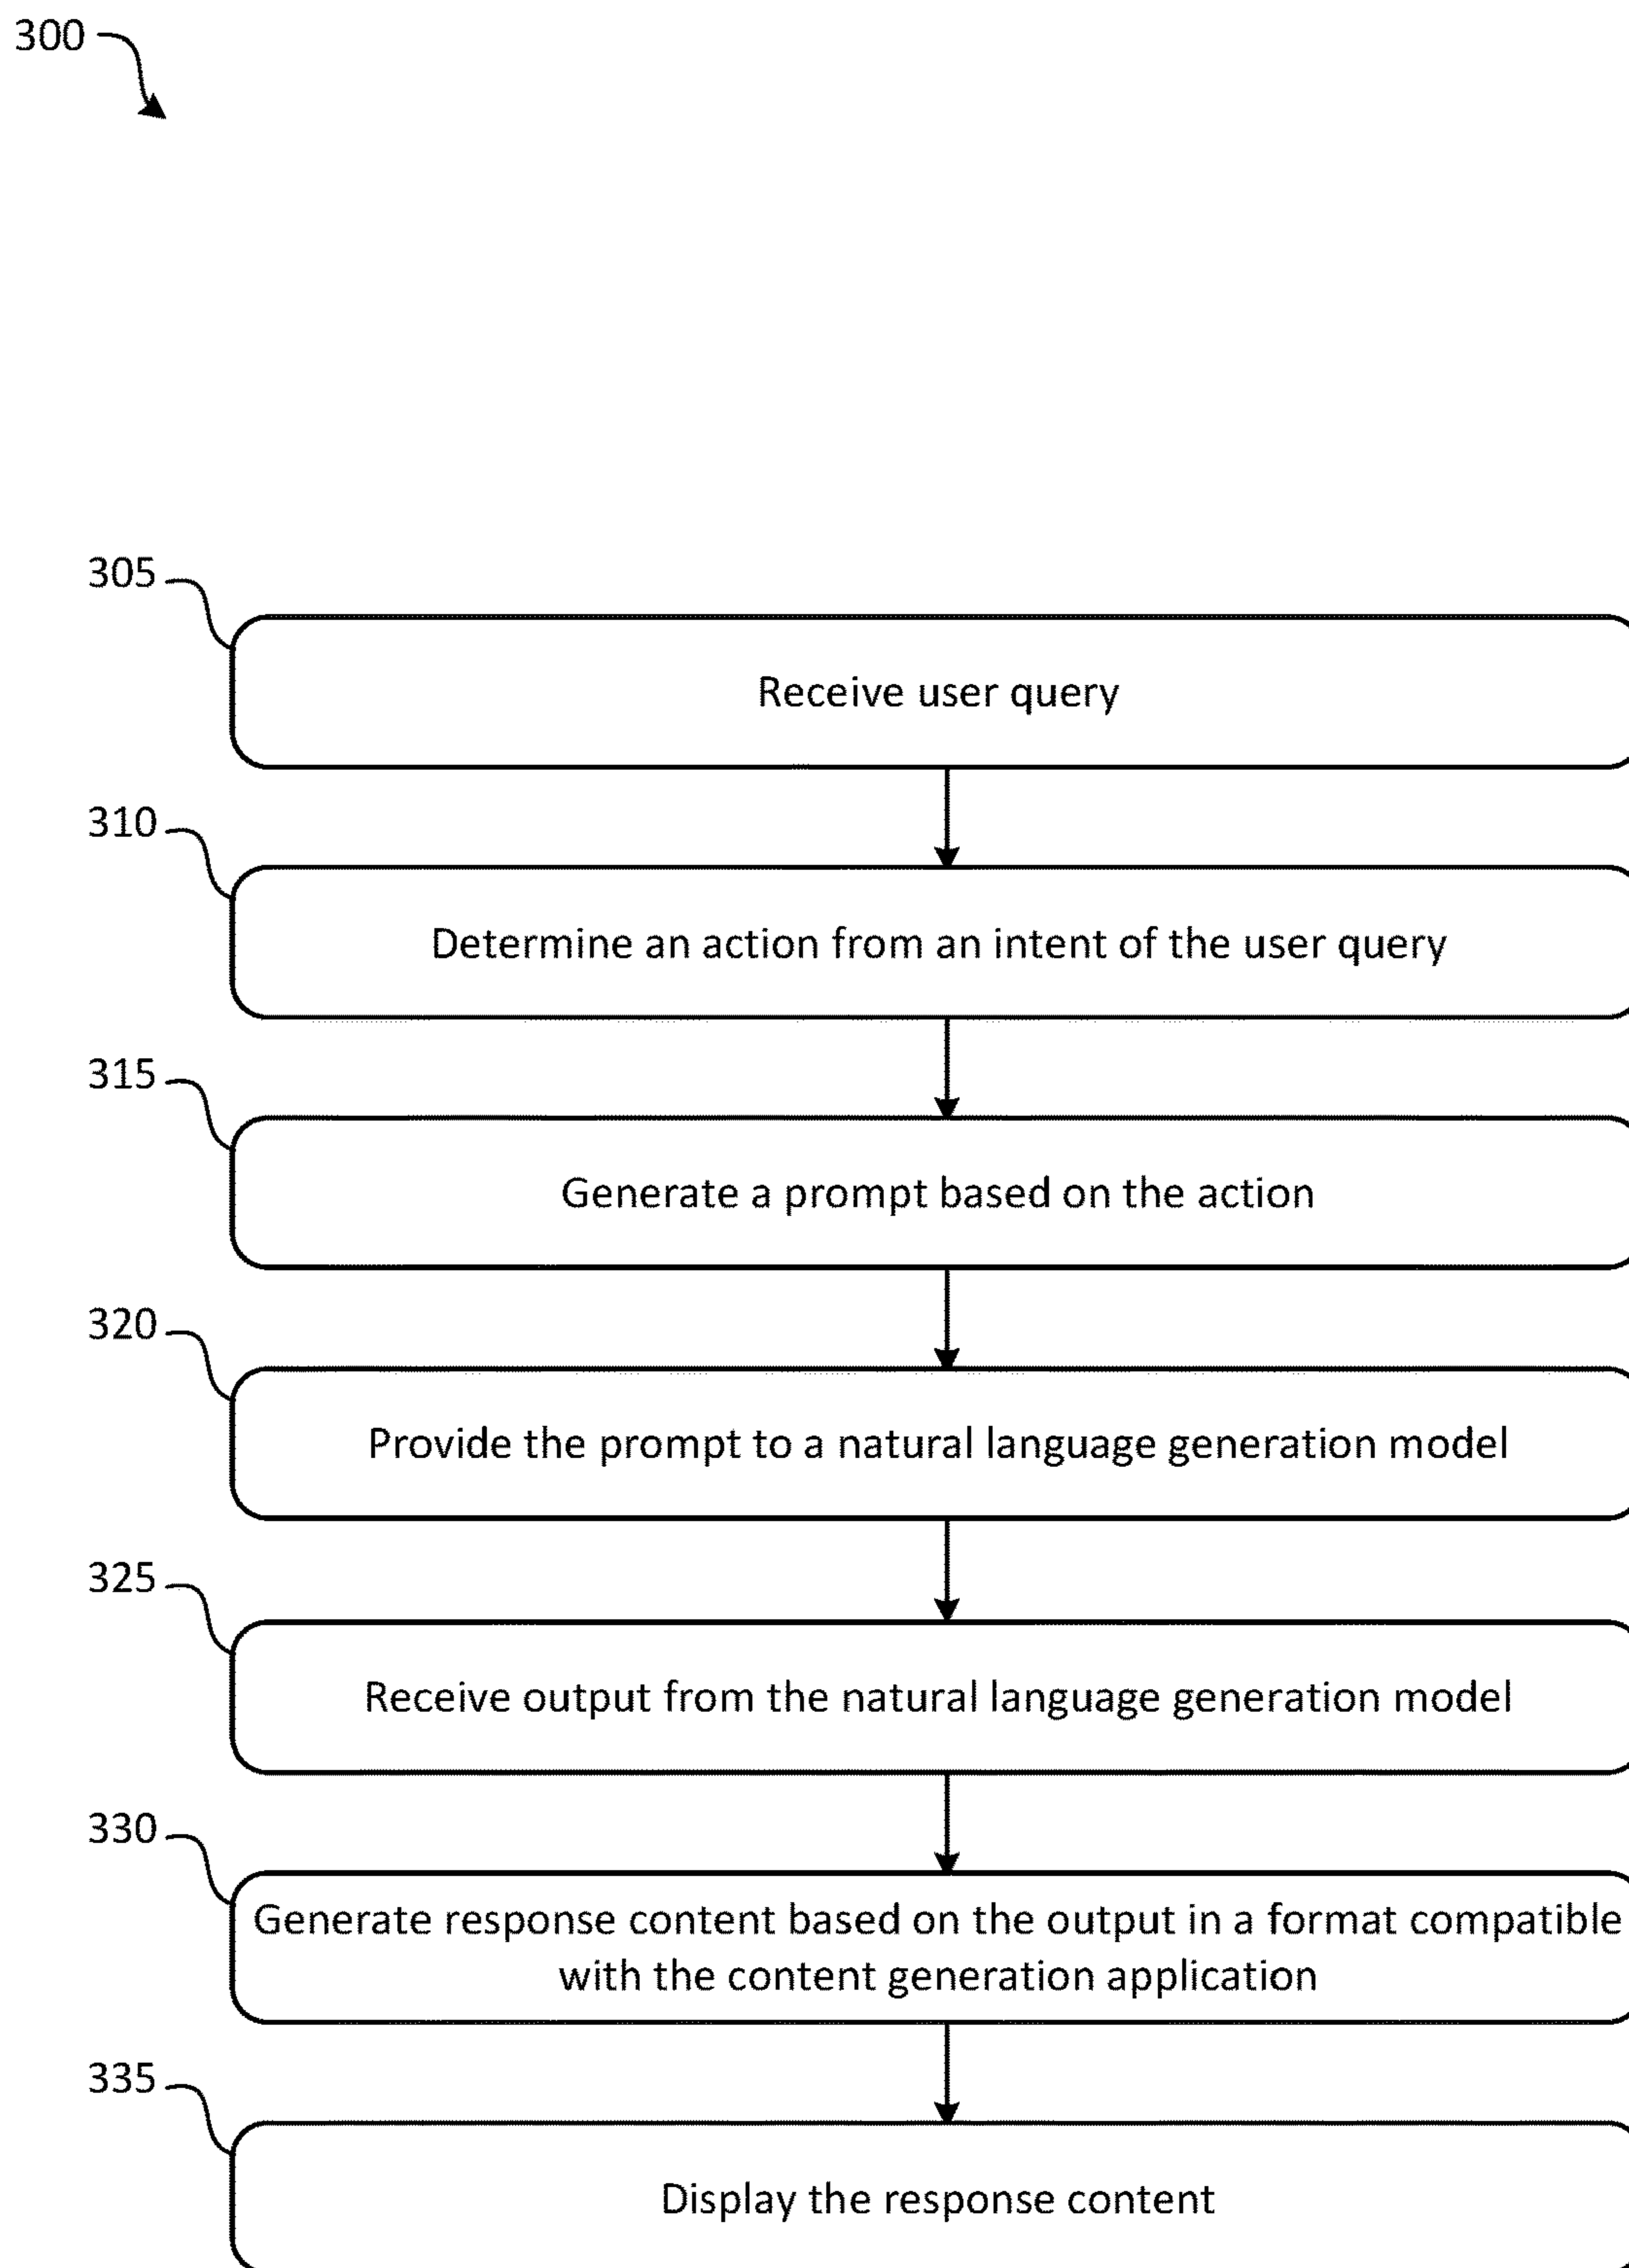 300
305
Receive user query
310
Determine an action from an intent of the user query
315
Generate a prompt based on the action
320
Provide the prompt to a natural language generation model
325
Receive output from the natural language generation model
330
Generate response content based on the output in a format compatible
with the content generation application
335
Display the response content